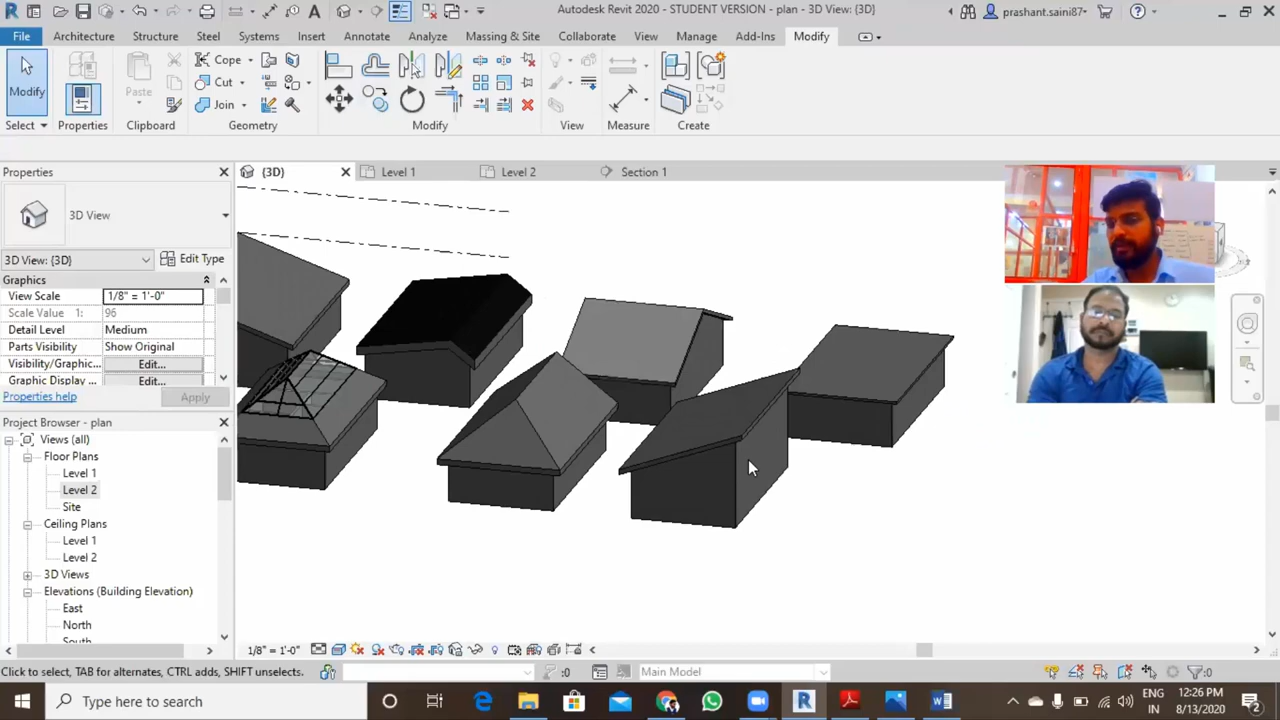 Autodesk Revit 2020 - STUDENT VERSION - plan - 3D View: {3D}
prashant.saini87
File
Architecture
Structure
Steel
Systems
Insert
Annotate
Analyze
Massing & Site
Collaborate
View
Manage
Add-Ins
Modify
Modify
Properties
Paste
Cope
Cut
Join
Select
Properties
Clipboard
Geometry
Modify
View
Measure
Create
Properties
{3D}
Level 1
Level 2
Section 1
3D View
3D View: {3D}
Edit Type
Graphics
View Scale
1/8" = 1'-0"
Scale Value 1:
96
Detail Level
Medium
Parts Visibility
Show Original
Visibility/Graphic...
Edit...
Graphic Display ...
Edit...
Properties help
Apply
Project Browser - plan
Views (all)
Floor Plans
Level 1
Level 2
Site
Ceiling Plans
Level 1
Level 2
3D Views
Elevations (Building Elevation)
East
North
South
1/8" = 1'-0"
Click to select, TAB for alternates, CTRL adds, SHIFT unselects.
:0
Main Model
:0
Type here to search
ENG
IN
12:26 PM
8/13/2020
2